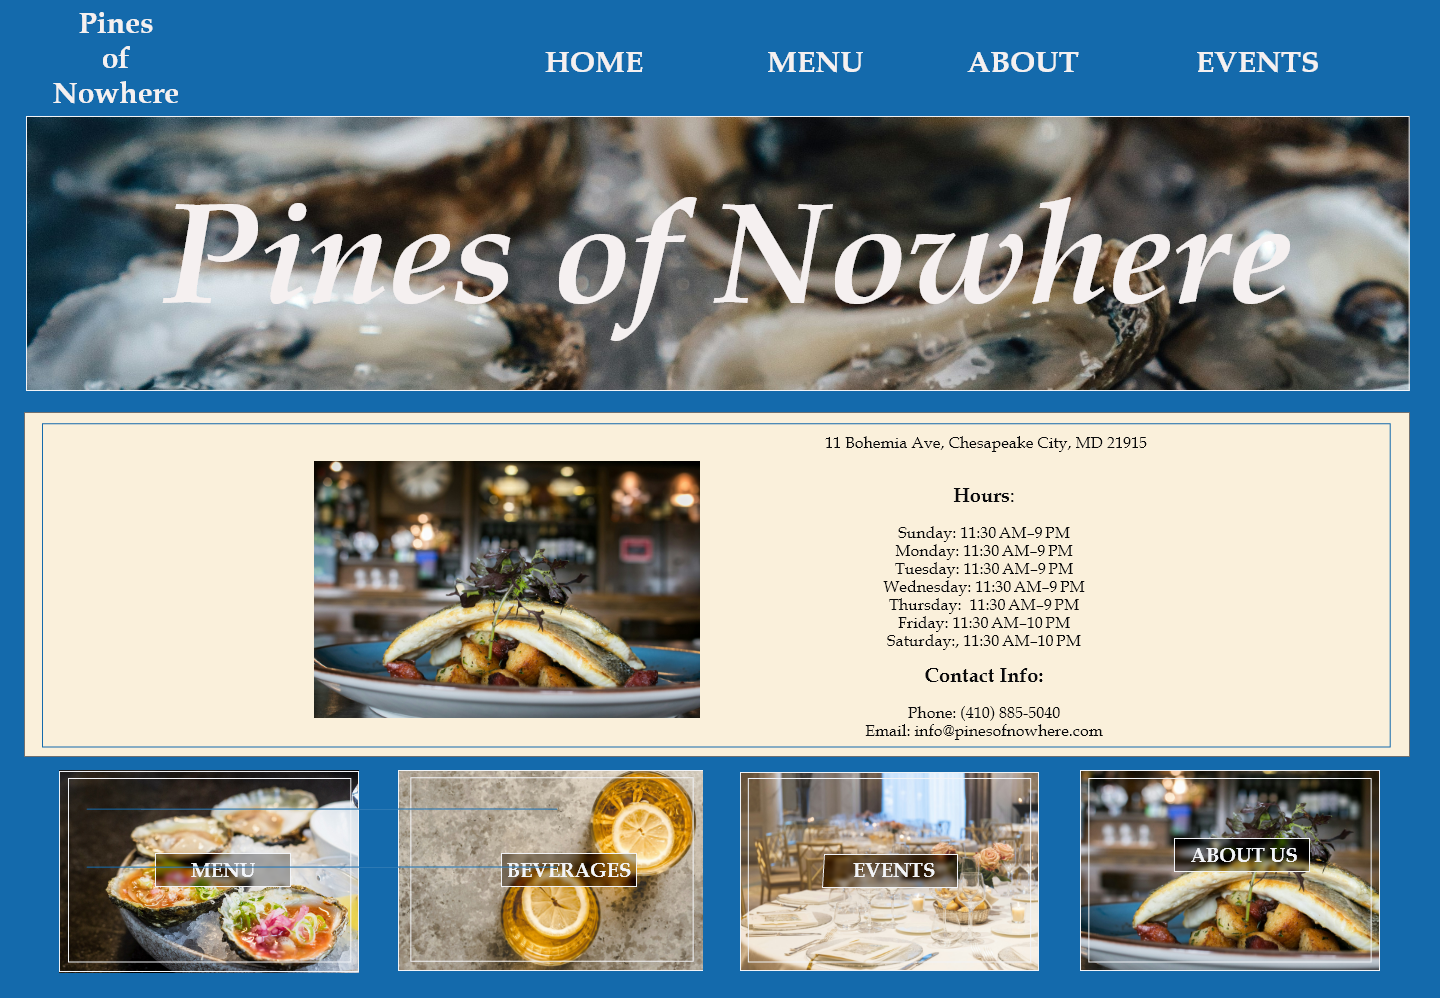 Pines
of
Nowhere
HOME MENU ABOUT EVENTS
Pines of Nowhere
11 Bohemia Ave, Chesapeake City, MD 21915
Hours:
Sunday: 11:30 AM–9 PM
Monday: 11:30 AM–9 PM
Tuesday: 11:30 AM–9 PM
Wednesday: 11:30 AM–9 PM
Thursday:  11:30 AM–9 PM
Friday: 11:30 AM–10 PM
Saturday:, 11:30 AM–10 PM
Contact Info:
Phone: (410) 885-5040
Email: info@pinesofnowhere.com
MENU
BEVERAGES
EVENTS
ABOUT US